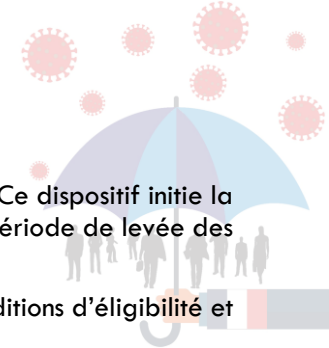 Ce dispositif initie la
ériode de levée des
ditions d'éligibilité et